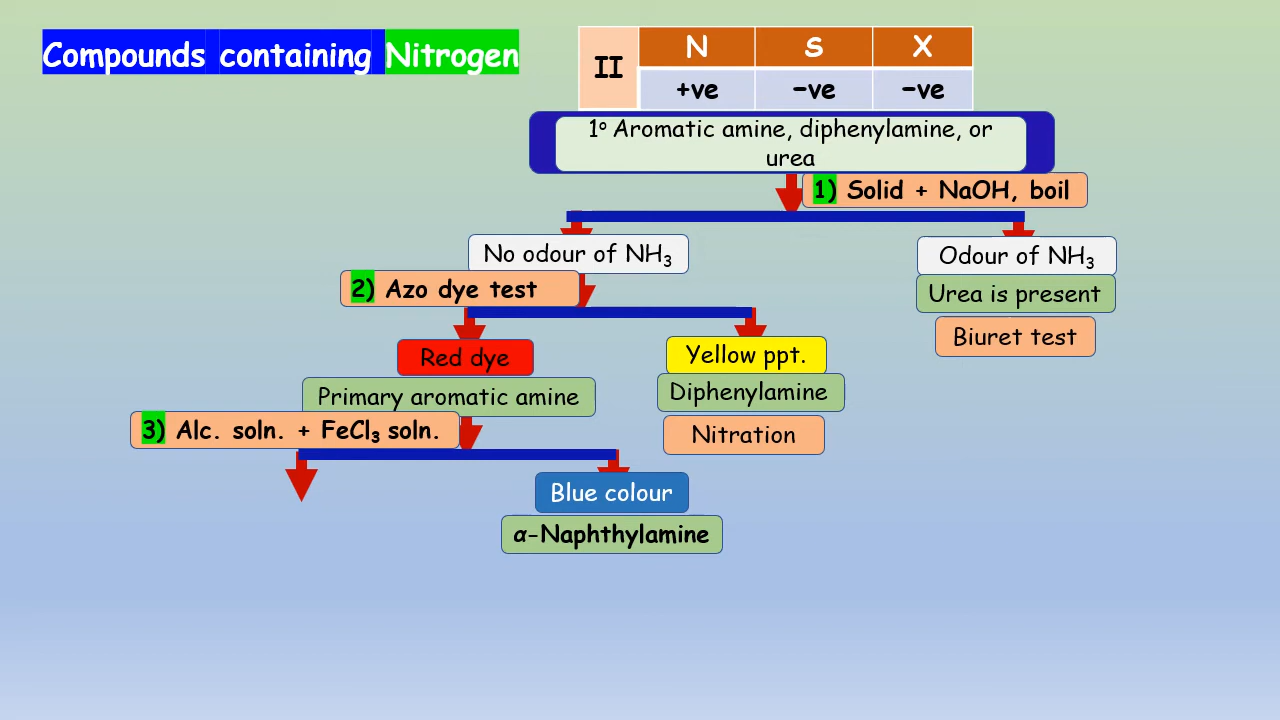 Compounds containing Nitrogen
II
N S X
+ve −ve −ve
1º Aromatic amine, diphenylamine, or
urea
1) Solid + NaOH, boil
No odour of NH₃
Odour of NH₃
2) Azo dye test
Urea is present
Biuret test
Red dye
Yellow ppt.
Primary aromatic amine
Diphenylamine
3) Alc. soln. + FeCl₃ soln.
Nitration
Blue colour
α-Naphthylamine